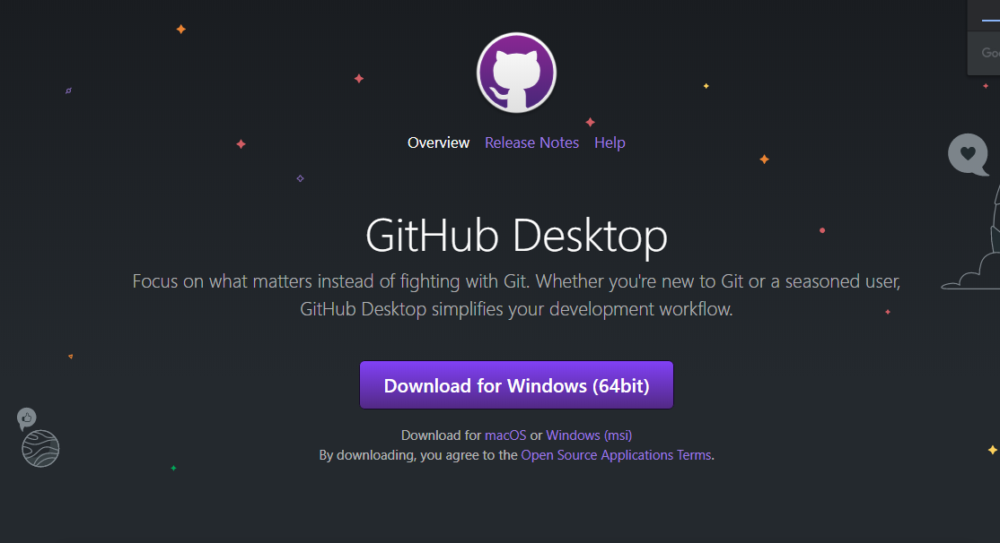 Overview Release Notes Help
GitHub Desktop
Focus on what matters instead of fighting with Git. Whether you're new to Git or a seasoned user,
GitHub Desktop simplifies your development workflow.
Download for Windows (64bit)
Download for macOS or Windows (msi)
By downloading, you agree to the Open Source Applications Terms.